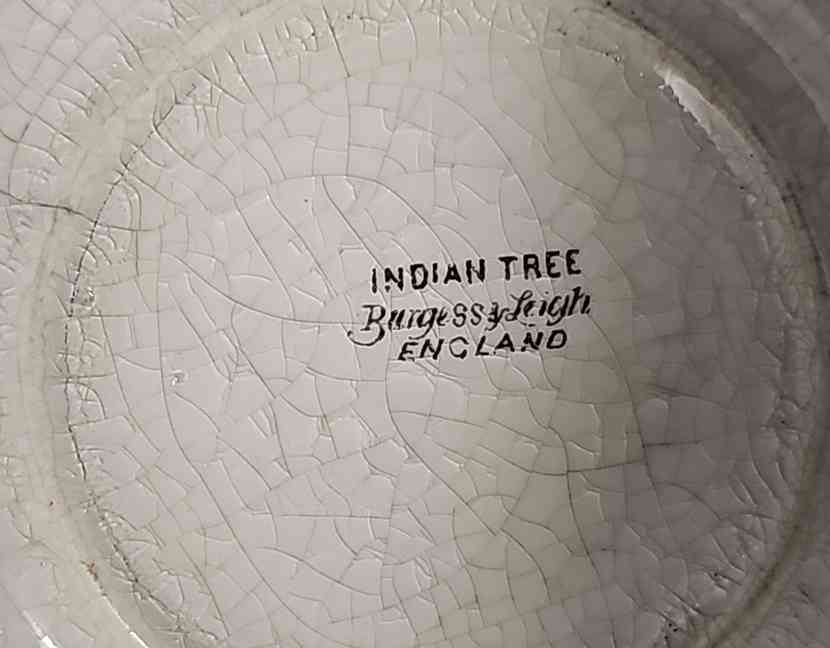 INDIAN TREE
Burgess & Leigh
ENGLAND